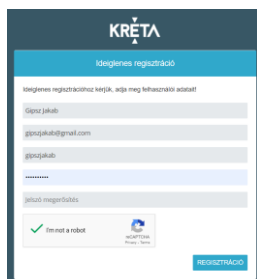 KRÉTA
Ideiglenes regisztráció
Ideiglenes regisztrációhoz kérjük, adja meg felhasználói adatait!
Gipsz Jakab
gipszjakab@gmail.com
gipszjakab
••••••••••
jelszó megerősítés
I'm not a robot
reCAPTCHA
Privacy - Terms
REGISZTRÁCIÓ